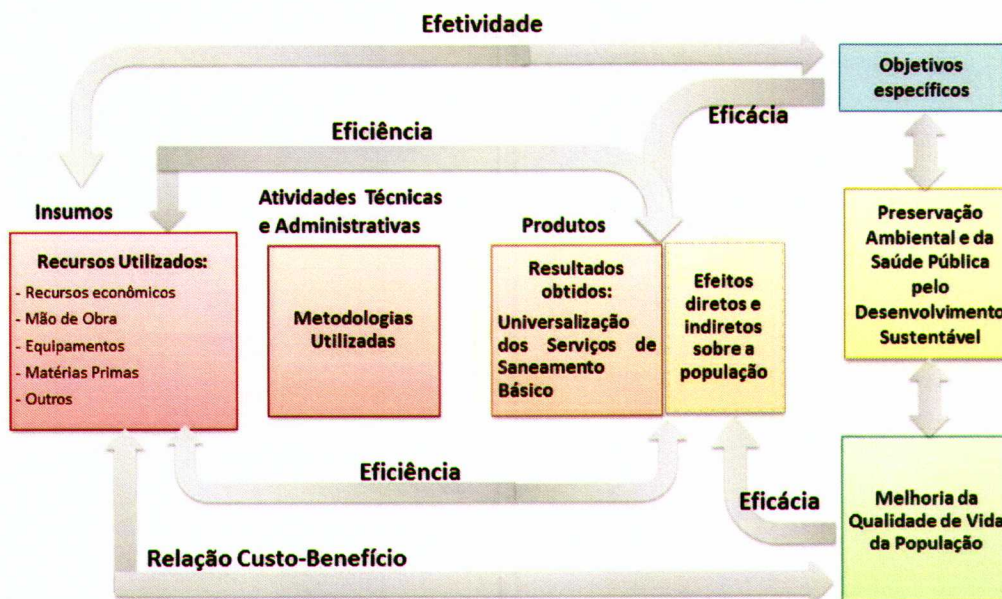 Efetividade
Objetivos
específicos
Eficácia
Eficiência
Insumos
Atividades Técnicas
e Administrativas
Produtos
Recursos Utilizados:
- Recursos econômicos
- Mão de Obra
- Equipamentos
- Matérias Primas
- Outros
Metodologias
Utilizadas
Resultados
obtidos:
Universalização
dos Serviços de
Saneamento
Básico
Efeitos
diretos e
indiretos
sobre a
população
Preservação
Ambiental e da
Saúde Pública
pelo
Desenvolvimento
Sustentável
Eficiência
Eficácia
Melhoria da
Qualidade de Vida
da População
Relação Custo-Benefício